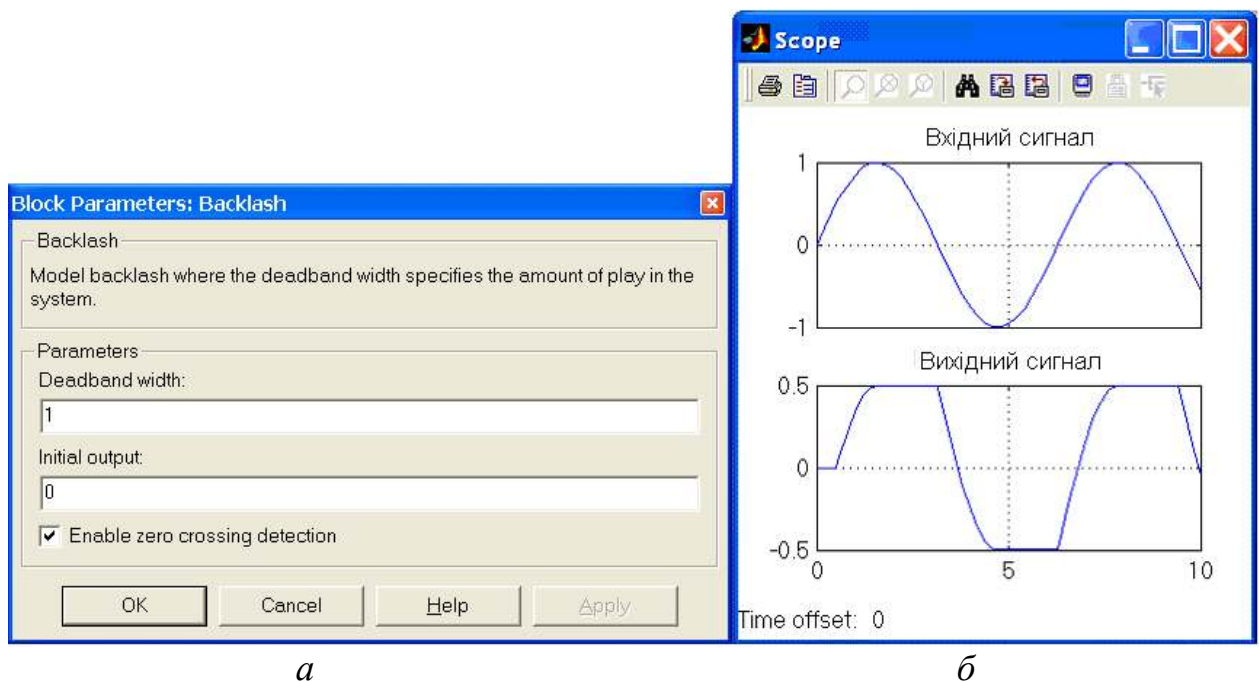 Block Parameters: Backlash
Backlash
Model backlash where the deadband width specifies the amount of play in the
system.
Parameters
Deadband width:
1
Initial output:
0
Enable zero crossing detection
OK
Cancel
Help
Apply
а
Scope
Вхідний сигнал
1
0
-1
Вихідний сигнал
0.5
0
-0.5
0
5
10
Time offset: 0
б